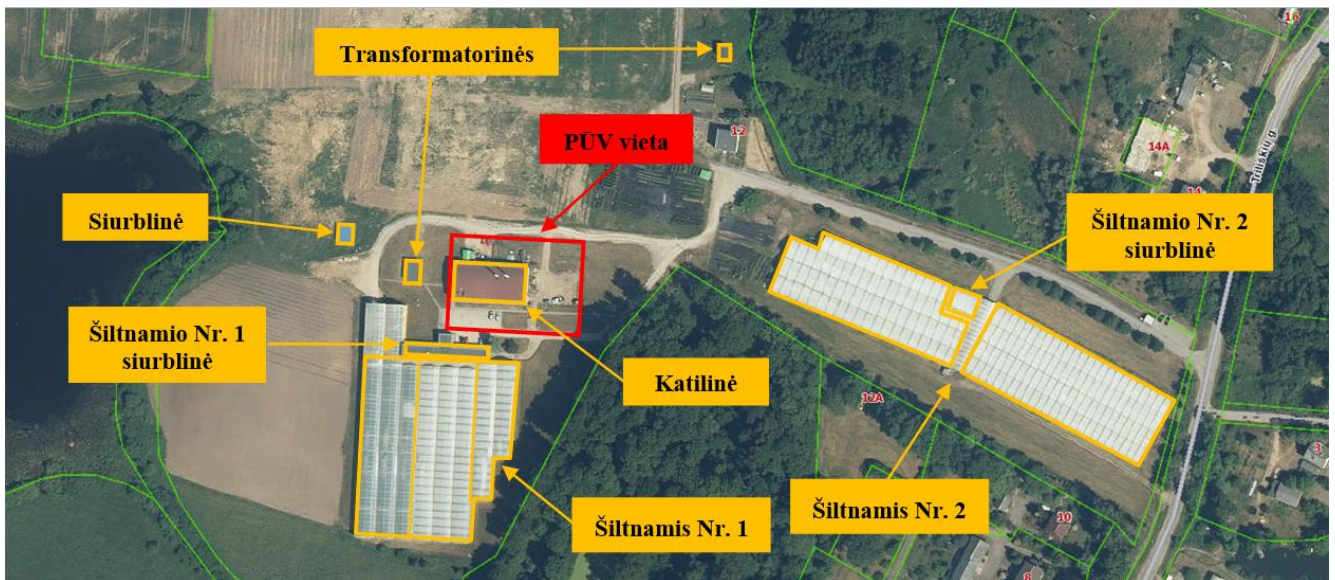 16
Transformatorinės
12
PŪV vieta
14A
Triliškių g.
14
Siurblinė
Šiltnamio Nr. 2
siurblinė
Šiltnamio Nr. 1
siurblinė
Katilinė
12A
3
Šiltnamis Nr. 2
Šiltnamis Nr. 1
10
8